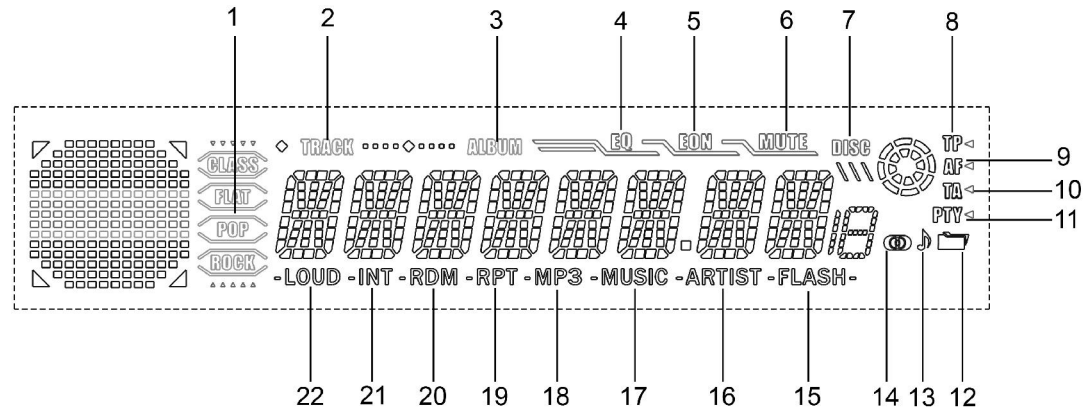 1 2 3 4 5 6 7 8
TRACK ALBUM EQ EON MUTE DISC TP
CLASS AF 9
FLAT TA 10
POP PTY 11
ROCK
-LOUD -INT -RDM -RPT -MP3 -MUSIC -ARTIST -FLASH-
22 21 20 19 18 17 16 15 14 13 12